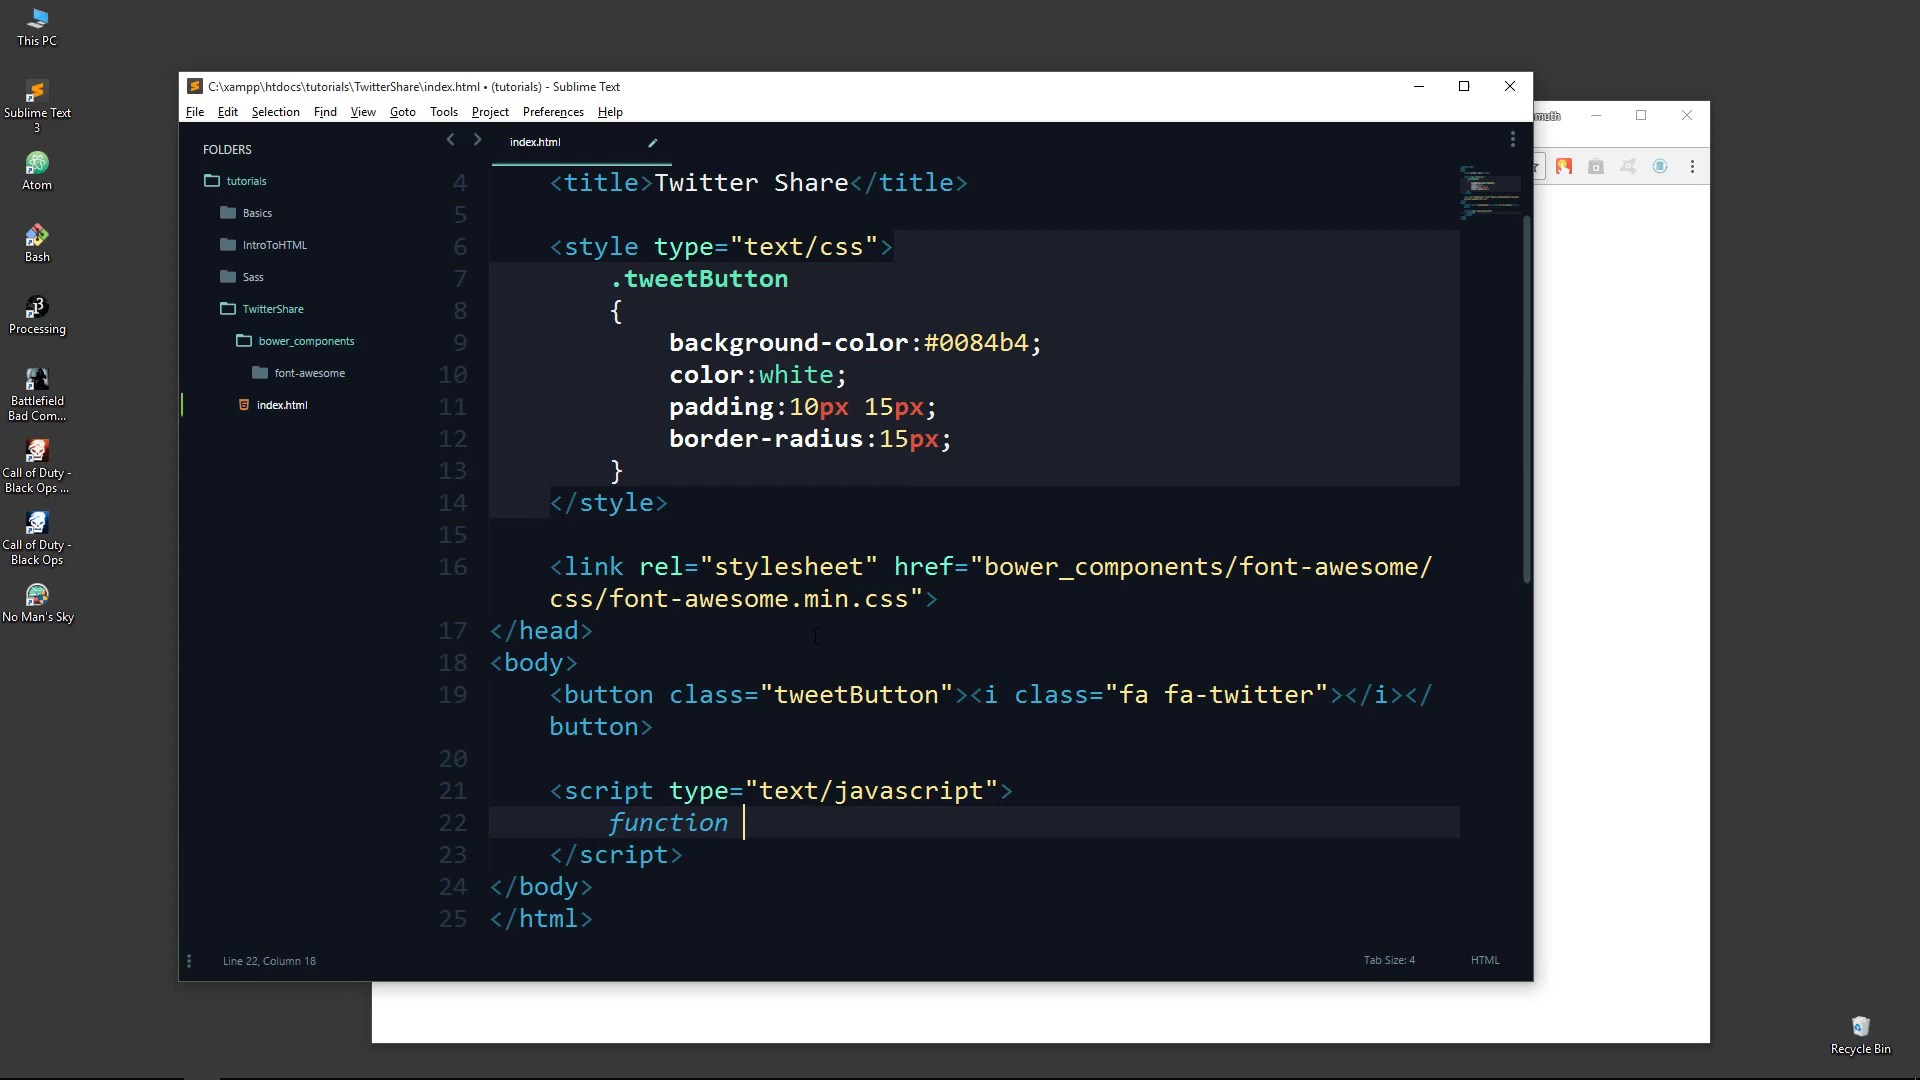 This PC
Sublime Text
3
Atom
Bash
Processing
Battlefield
Bad Com...
Call of Duty -
Black Ops ...
Call of Duty -
Black Ops
No Man's Sky
C:\xampp\htdocs\tutorials\TwitterShare\index.html • (tutorials) - Sublime Text
File Edit Selection Find View Goto Tools Project Preferences Help
FOLDERS
tutorials
Basics
IntroToHTML
Sass
TwitterShare
bower_components
font-awesome
index.html
index.html
4 <title>Twitter Share</title>
5
6 <style type="text/css">
7 .tweetButton
8 {
9 background-color:#0084b4;
10 color:white;
11 padding:10px 15px;
12 border-radius:15px;
13 }
14 </style>
15
16 <link rel="stylesheet" href="bower_components/font-awesome/
css/font-awesome.min.css">
17 </head>
18 <body>
19 <button class="tweetButton"><i class="fa fa-twitter"></i></
button>
20
21 <script type="text/javascript">
22 function
23 </script>
24 </body>
25 </html>
Line 22, Column 18
Tab Size: 4
HTML
muth
Recycle Bin